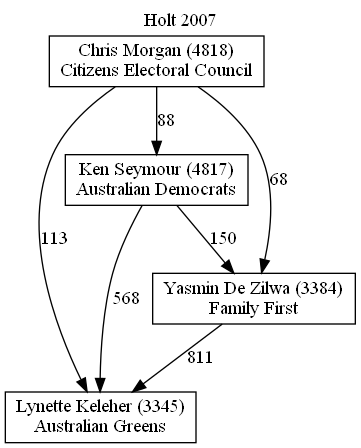 Holt 2007
Chris Morgan (4818)
Citizens Electoral Council
88
Ken Seymour (4817)
Australian Democrats
68
113
568
150
Yasmin De Zilwa (3384)
Family First
811
Lynette Keleher (3345)
Australian Greens